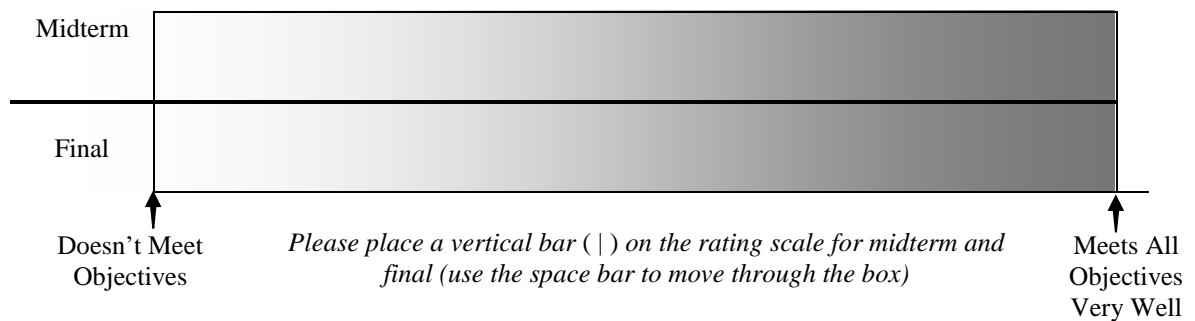 Midterm
Final
Doesn't Meet
Objectives
Please place a vertical bar ( | ) on the rating scale for midterm and
final (use the space bar to move through the box)
Meets All
Objectives
Very Well